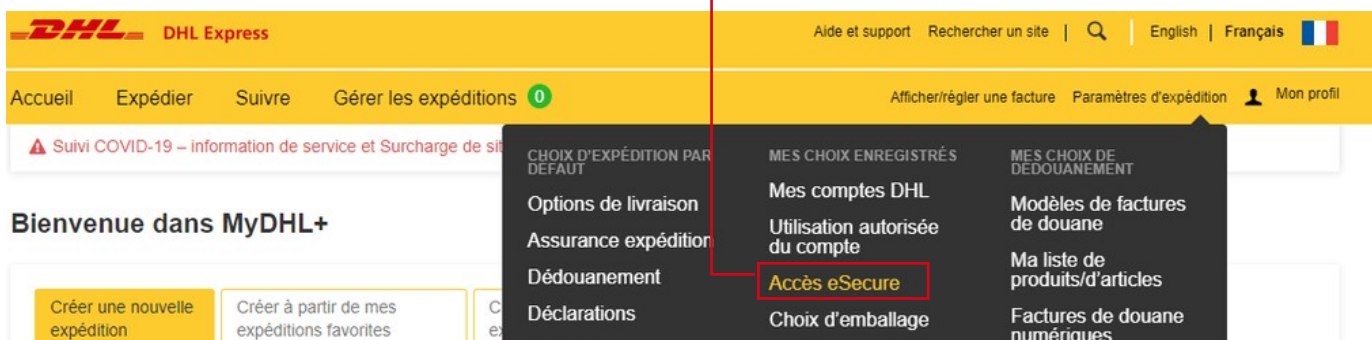 DHL DHL Express
Aide et support Rechercher un site | English | Français
Accueil Expédier Suivre Gérer les expéditions 0
Afficher/régler une facture Paramètres d'expédition Mon profil
Suivi COVID-19 – information de service et Surcharge de sit
Bienvenue dans MyDHL+
Créer une nouvelle
expédition
Créer à partir de mes
expéditions favorites
CHOIX D'EXPÉDITION PAR
DÉFAUT
Options de livraison
Assurance expédition
Dédouanement
Déclarations
MES CHOIX ENREGISTRÉS
Mes comptes DHL
Utilisation autorisée
du compte
Accès eSecure
Choix d'emballage
MES CHOIX DE
DÉDOUANEMENT
Modèles de factures
de douane
Ma liste de
produits/d'articles
Factures de douane
numériques